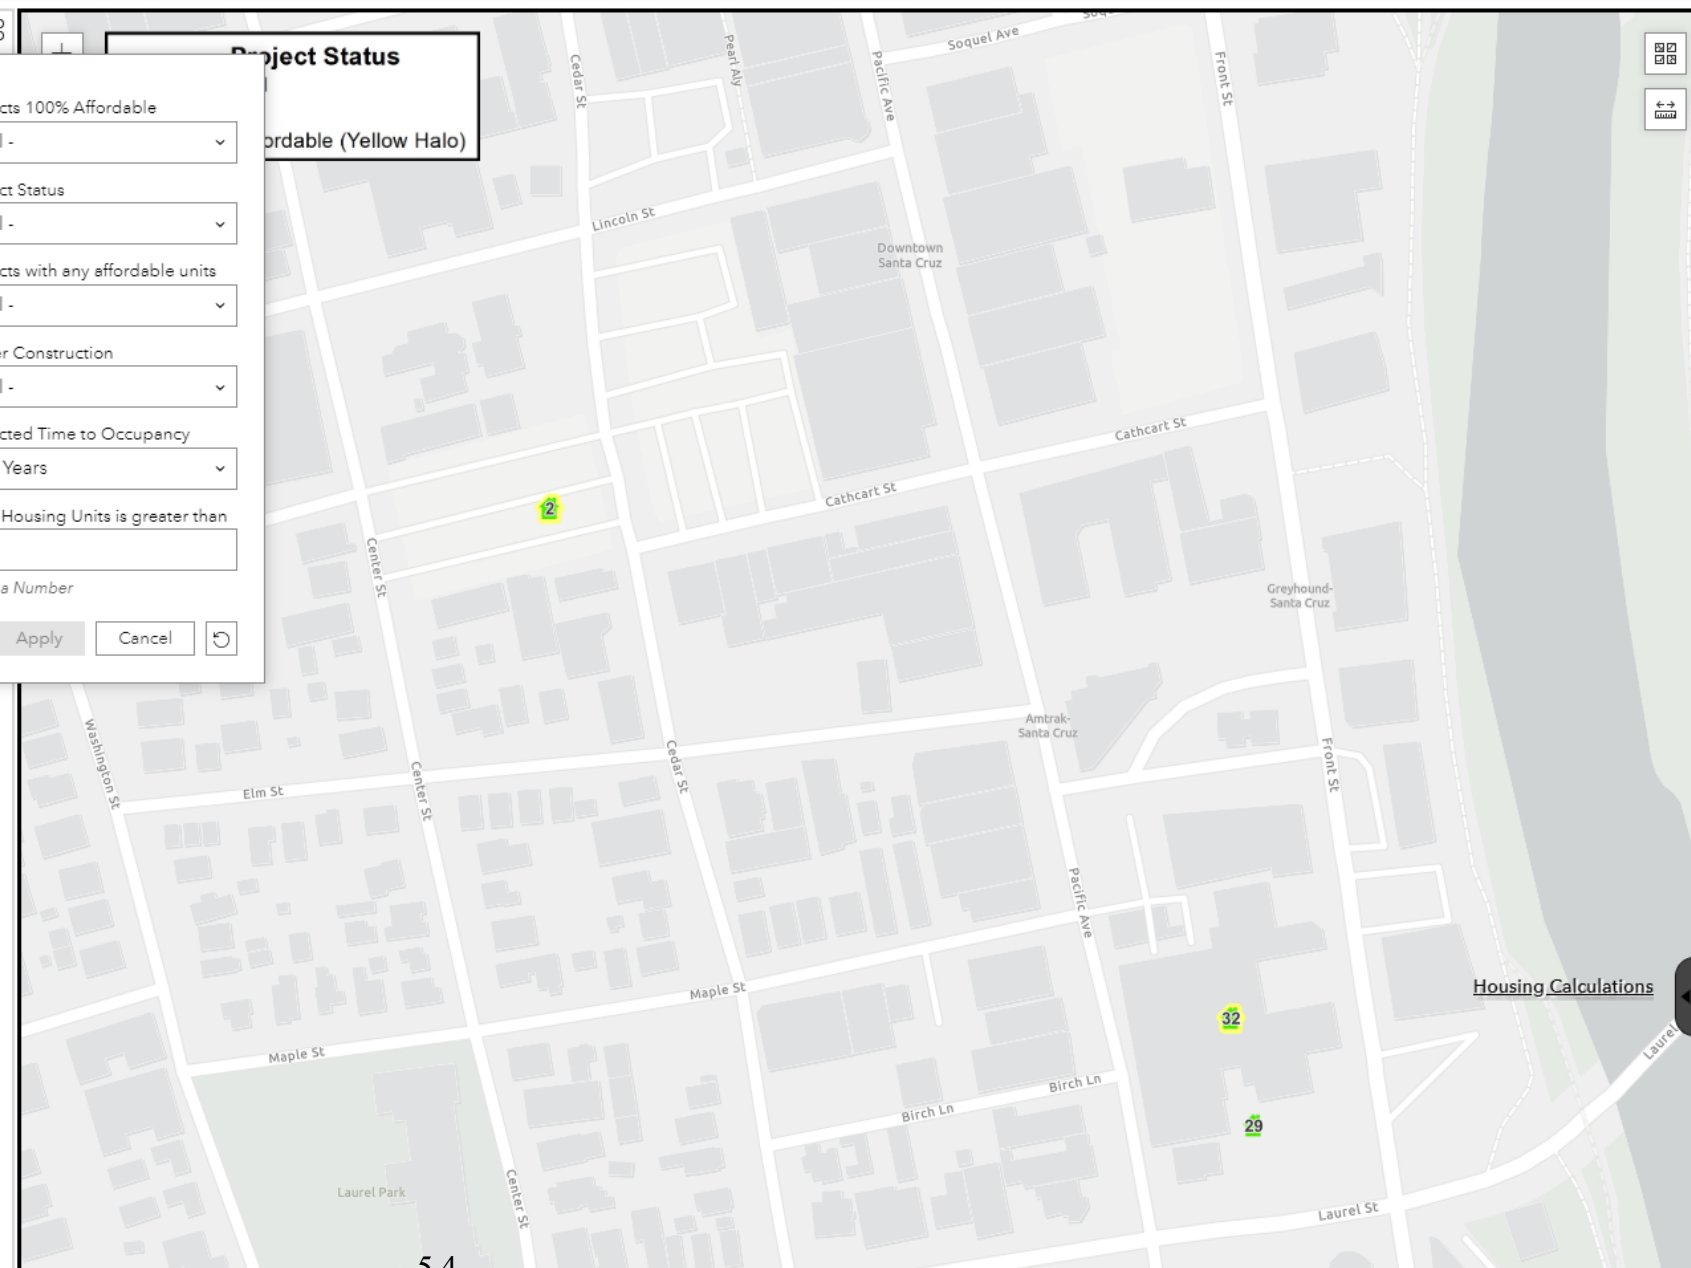 Project Status
ordable (Yellow Halo)
cts 100% Affordable
l -
ct Status
l -
cts with any affordable units
l -
er Construction
l -
cted Time to Occupancy
Years
Housing Units is greater than
a Number
Apply
Cancel
Soquel Ave
Cedar St
Pearl Aly
Pacific Ave
Front St
Lincoln St
Downtown
Santa Cruz
Cathcart St
Cathcart St
2
Center St
Greyhound-
Santa Cruz
Amtrak-
Santa Cruz
Washington St
Elm St
Center St
Cedar St
Front St
Pacific Ave
Housing Calculations
Maple St
32
Laurel
Maple St
Birch Ln
Birch Ln
29
Laurel Park
Center St
Laurel St
5.4